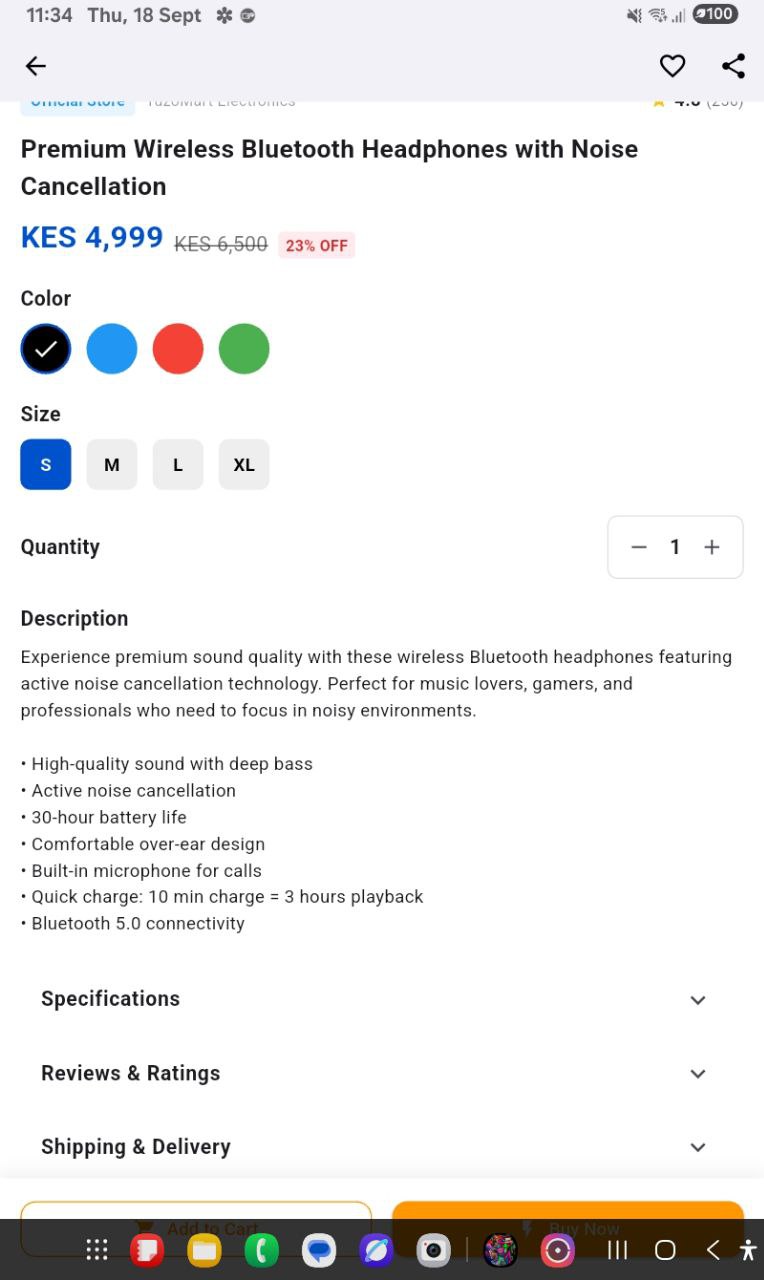 11:34 Thu, 18 Sept
100
Official Store YuzoMart Electronics
Premium Wireless Bluetooth Headphones with Noise
Cancellation
KES 4,999 KES 6,500 23% OFF
Color
Size
S M L XL
Quantity
− 1 +
Description
Experience premium sound quality with these wireless Bluetooth headphones featuring
active noise cancellation technology. Perfect for music lovers, gamers, and
professionals who need to focus in noisy environments.
• High-quality sound with deep bass
• Active noise cancellation
• 30-hour battery life
• Comfortable over-ear design
• Built-in microphone for calls
• Quick charge: 10 min charge = 3 hours playback
• Bluetooth 5.0 connectivity
Specifications
Reviews & Ratings
Shipping & Delivery
Add to Cart Buy Now